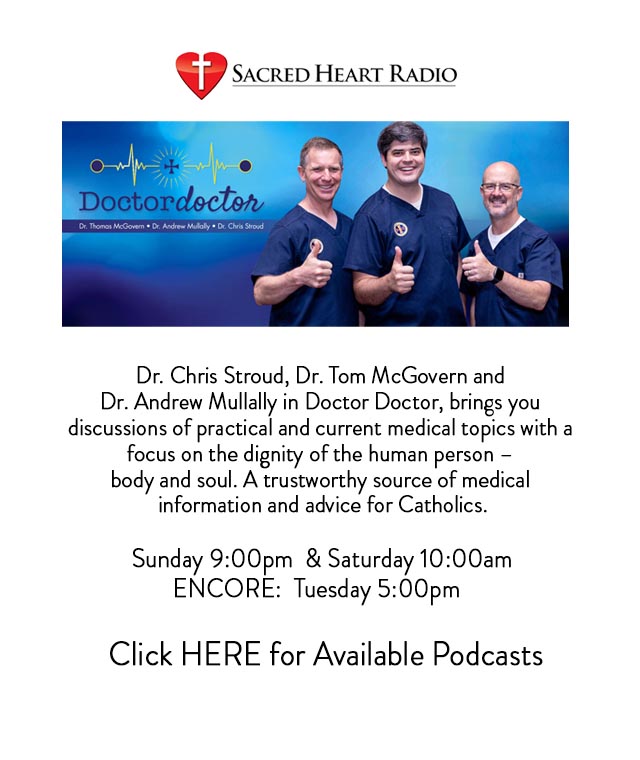 SACRED HEART RADIO
Doctordoctor
Dr. Thomas McGovern • Dr. Andrew Mullally • Dr. Chris Stroud
Dr. Chris Stroud, Dr. Tom McGovern and
Dr. Andrew Mullally in Doctor Doctor, brings you
discussions of practical and current medical topics with a
focus on the dignity of the human person –
body and soul. A trustworthy source of medical
information and advice for Catholics.
Sunday 9:00pm & Saturday 10:00am
ENCORE: Tuesday 5:00pm
Click HERE for Available Podcasts